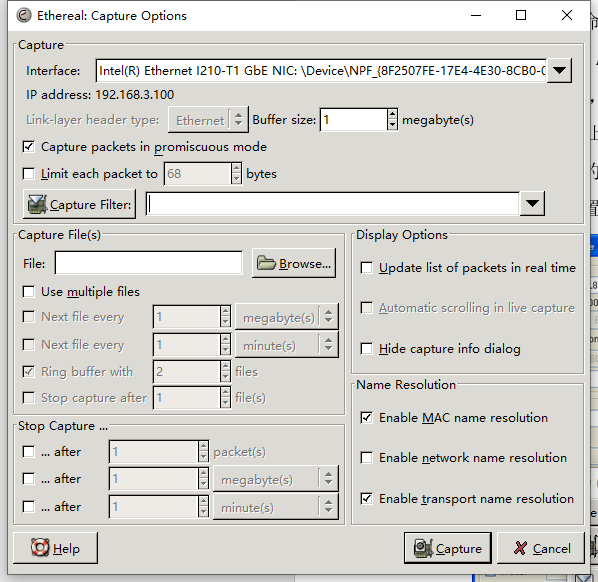 Ethereal: Capture Options
Capture
Interface: Intel(R) Ethernet I210-T1 GbE NIC: \Device\NPF_{8F2507FE-17E4-4E30-8CB0-
IP address: 192.168.3.100
Link-layer header type: Ethernet Buffer size: 1 megabyte(s)
Capture packets in promiscuous mode
Limit each packet to 68 bytes
Capture Filter:
Capture File(s)
File: Browse...
Use multiple files
Next file every 1 megabyte(s)
Next file every 1 minute(s)
Ring buffer with 2 files
Stop capture after 1 file(s)
Stop Capture ...
... after 1 packet(s)
... after 1 megabyte(s)
... after 1 minute(s)
Display Options
Update list of packets in real time
Automatic scrolling in live capture
Hide capture info dialog
Name Resolution
Enable MAC name resolution
Enable network name resolution
Enable transport name resolution
Help
Capture
Cancel